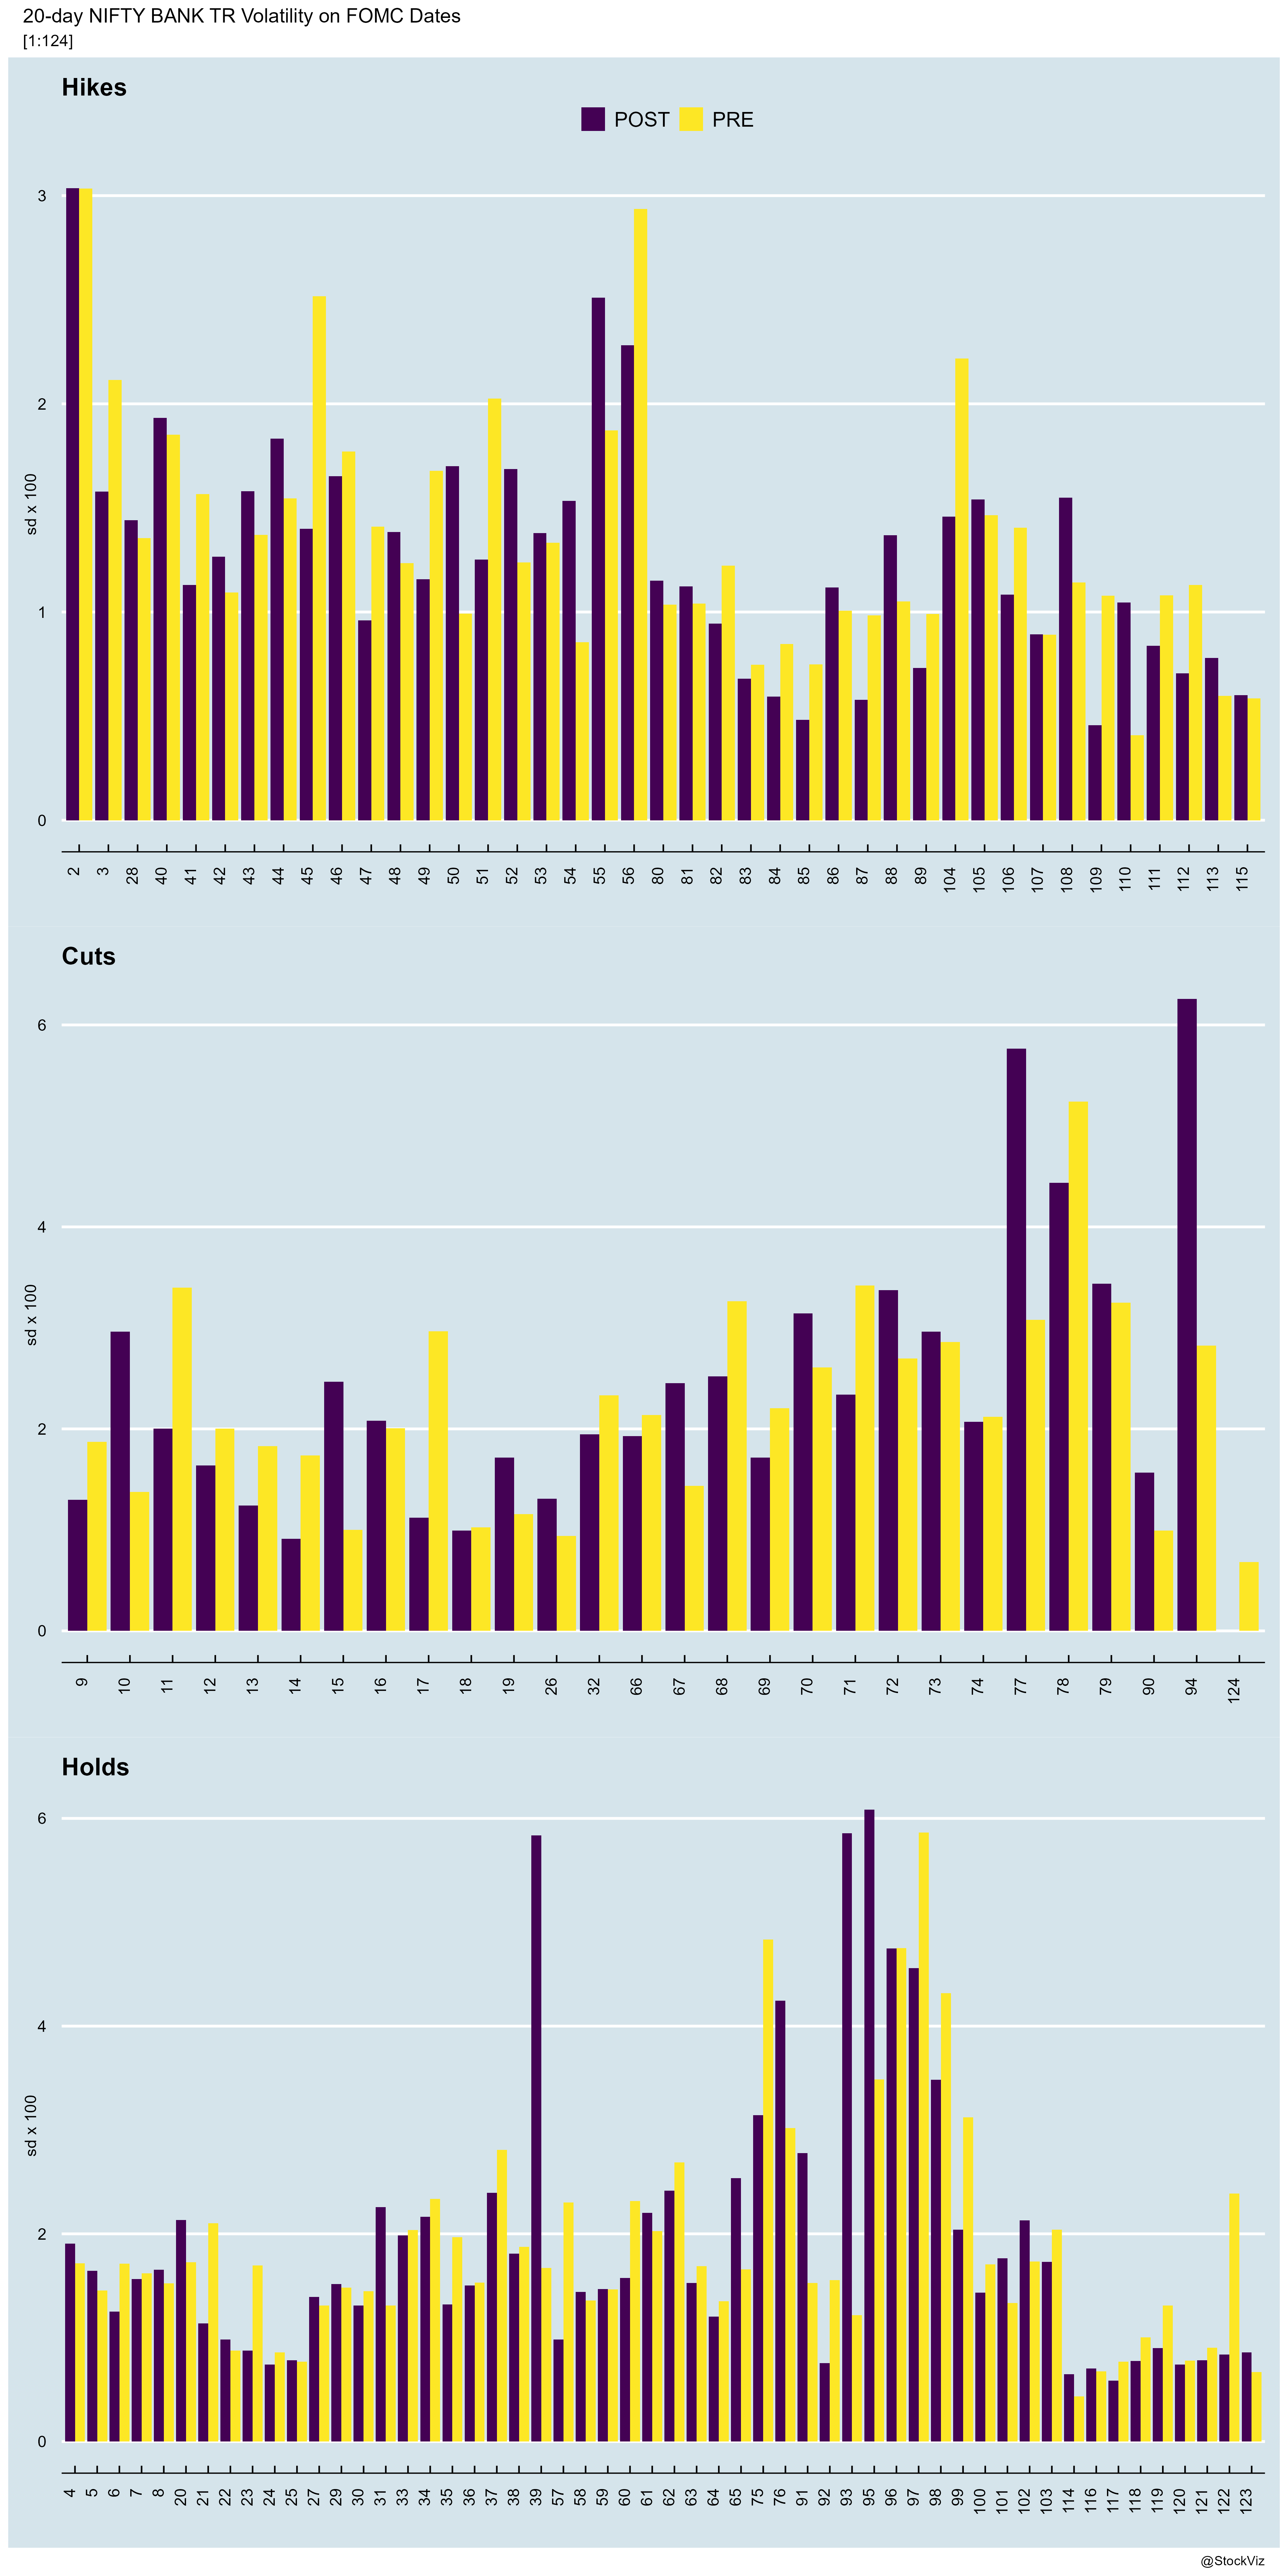 20-day NIFTY BANK TR Volatility on FOMC Dates
[1:124]
Hikes
POST PRE
sd x 100
3
2
1
0
2 3 28 40 41 42 43 44 45 46 47 48 49 50 51 52 53 54 55 56 80 81 82 83 84 85 86 87 88 89 104 105 106 107 108 109 110 111 112 113 115
Cuts
sd x 100
6
4
2
0
9 10 11 12 13 14 15 16 17 18 19 26 32 66 67 68 69 70 71 72 73 74 77 78 79 90 94 124
Holds
sd x 100
6
4
2
0
4 5 6 7 8 20 21 22 23 24 25 27 29 30 31 33 34 35 36 37 38 39 57 58 59 60 61 62 63 64 65 75 76 91 92 93 95 96 97 98 99 100 101 102 103 114 116 117 118 119 120 121 122 123
@StockViz